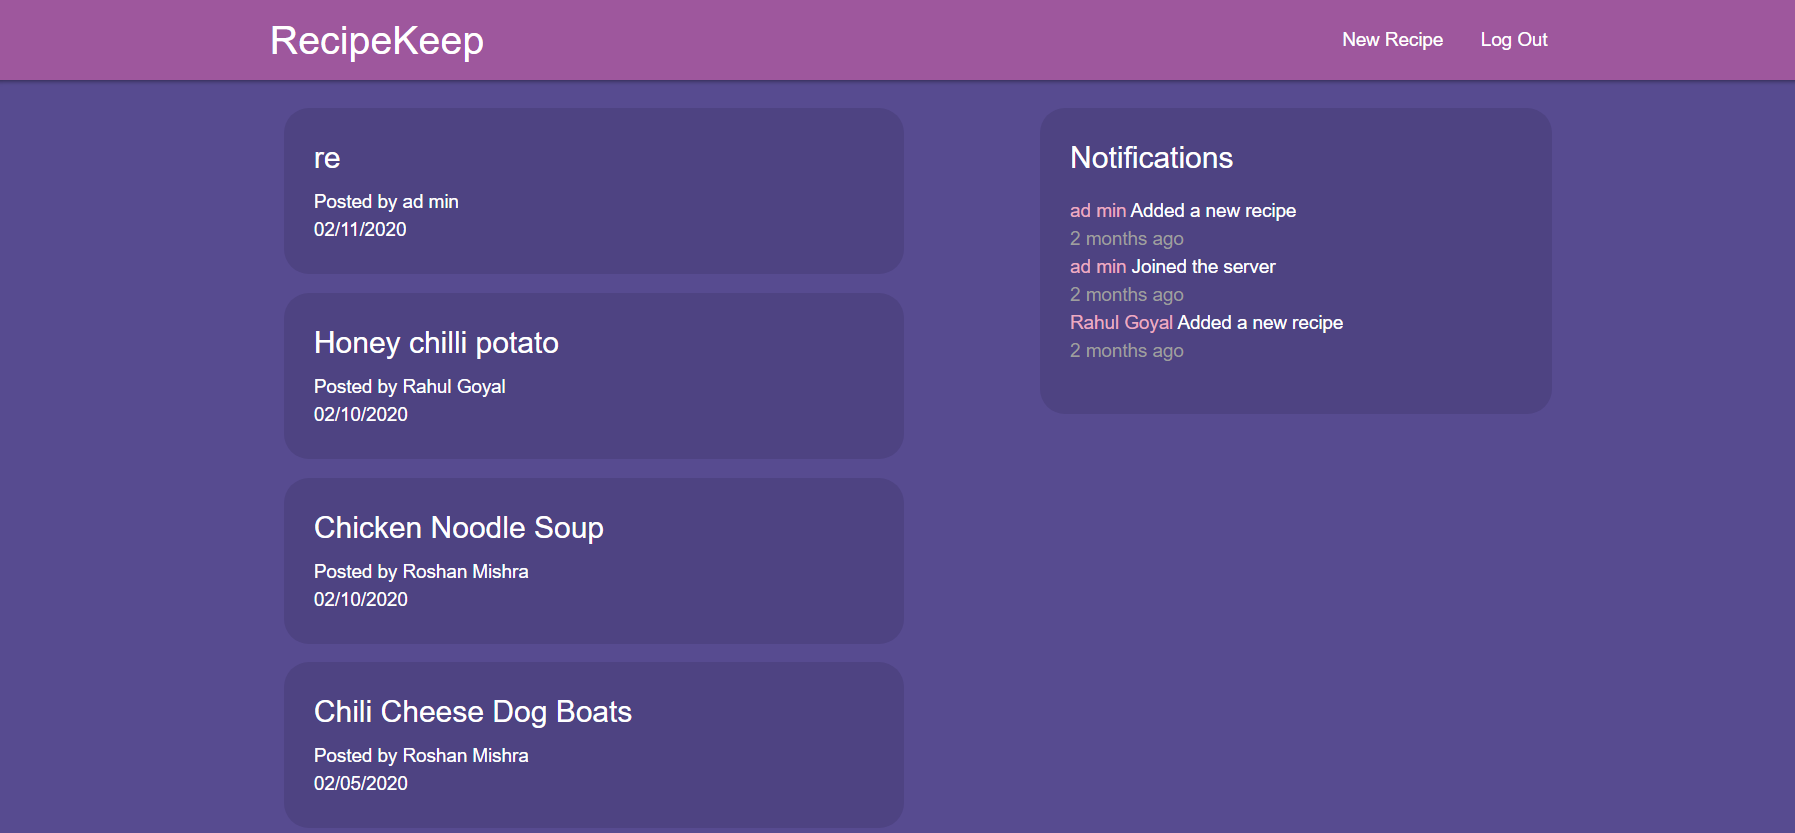 RecipeKeep
New Recipe
Log Out
re
Posted by ad min
02/11/2020
Honey chilli potato
Posted by Rahul Goyal
02/10/2020
Chicken Noodle Soup
Posted by Roshan Mishra
02/10/2020
Chili Cheese Dog Boats
Posted by Roshan Mishra
02/05/2020
Notifications
ad min Added a new recipe
2 months ago
ad min Joined the server
2 months ago
Rahul Goyal Added a new recipe
2 months ago